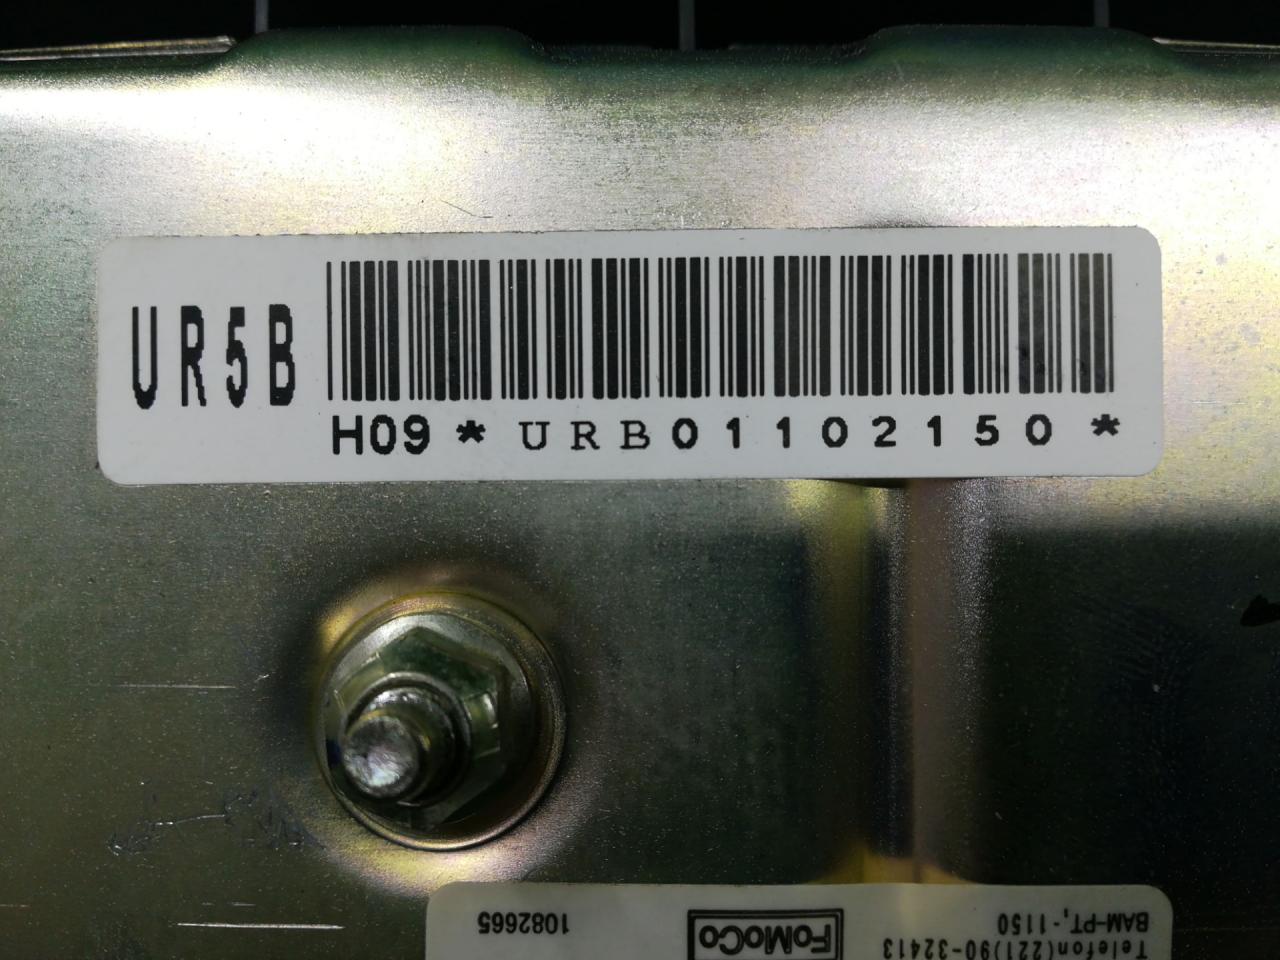 UR5B
H09*URB01102150*
1082665
FoMoCo
BAM-PT,-1150
Telefon(221)90-32413